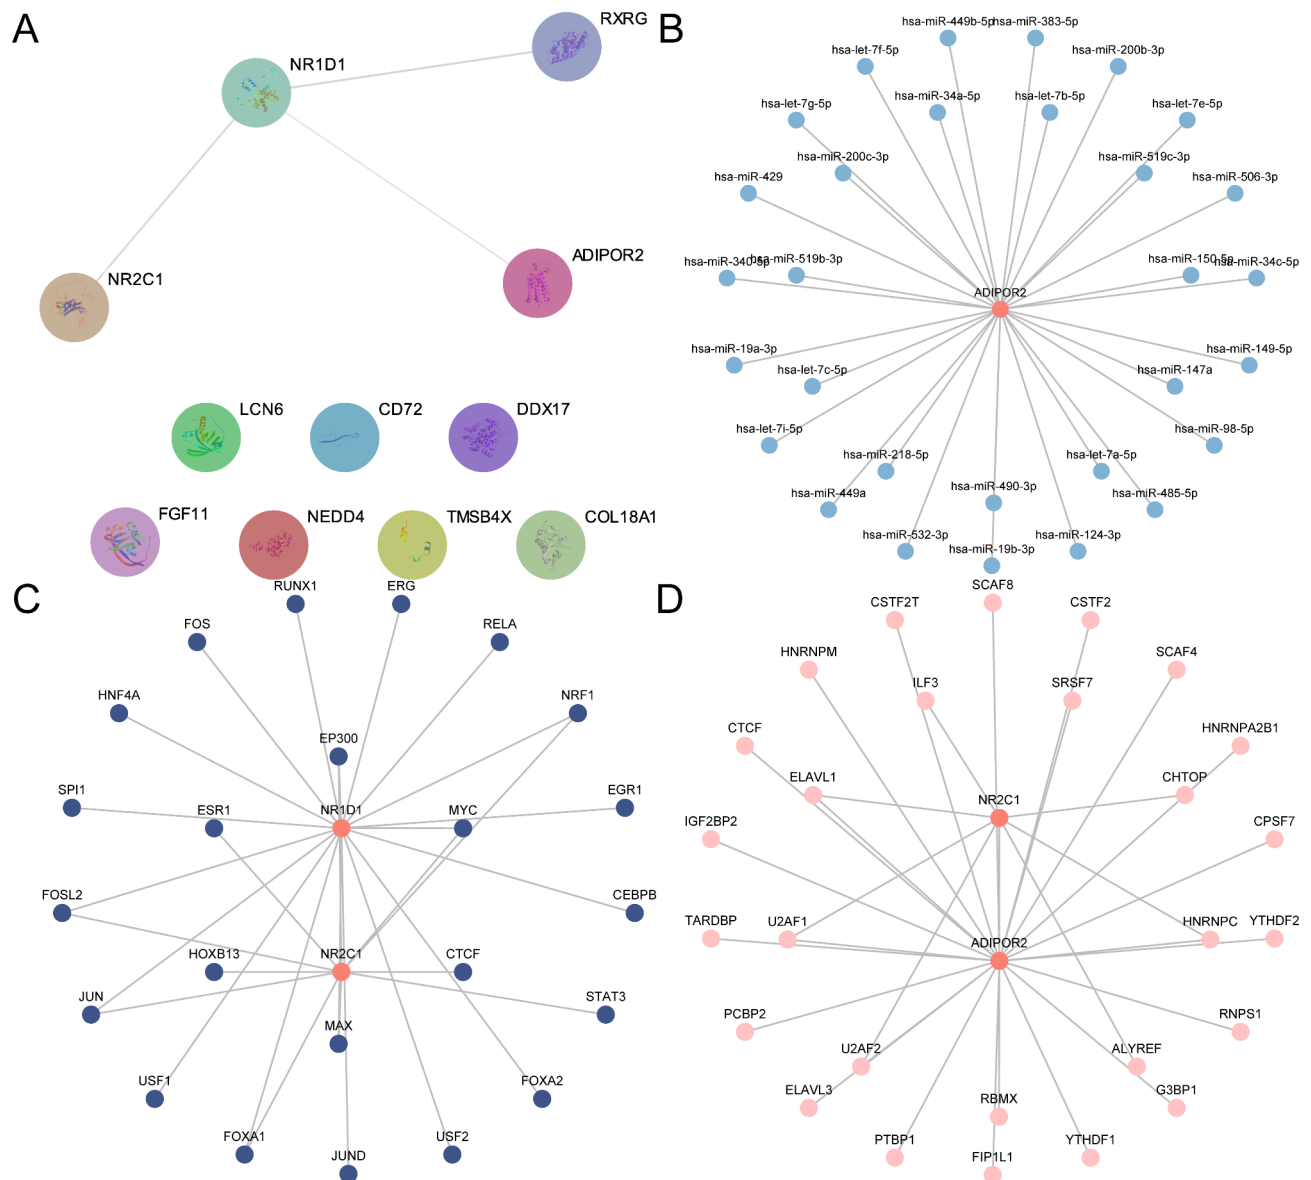 A
RXRG
NR1D1
NR2C1
ADIPOR2
LCN6
CD72
DDX17
FGF11
NEDD4
TMSB4X
COL18A1
B
hsa-miR-449b-5p
hsa-miR-383-5p
hsa-let-7f-5p
hsa-miR-200b-3p
hsa-let-7g-5p
hsa-miR-34a-5p
hsa-let-7b-5p
hsa-let-7e-5p
hsa-miR-200c-3p
hsa-miR-519c-3p
hsa-miR-429
hsa-miR-506-3p
hsa-miR-340-5p
hsa-miR-519b-3p
hsa-miR-150-5p
hsa-miR-34c-5p
ADIPOR2
hsa-miR-19a-3p
hsa-miR-149-5p
hsa-let-7c-5p
hsa-miR-147a
hsa-let-7i-5p
hsa-miR-98-5p
hsa-miR-218-5p
hsa-let-7a-5p
hsa-miR-449a
hsa-miR-490-3p
hsa-miR-485-5p
hsa-miR-532-3p
hsa-miR-19b-3p
hsa-miR-124-3p
C
RUNX1
ERG
FOS
RELA
HNF4A
NRF1
EP300
SPI1
ESR1
NR1D1
MYC
EGR1
FOSL2
CEBPB
HOXB13
NR2C1
CTCF
JUN
STAT3
MAX
USF1
FOXA2
FOXA1
JUND
USF2
D
SCAF8
CSTF2T
CSTF2
HNRNPM
SCAF4
ILF3
SRSF7
CTCF
HNRNPA2B1
ELAVL1
NR2C1
CHTOP
IGF2BP2
CPSF7
TARDBP
U2AF1
ADIPOR2
HNRNPC
YTHDF2
PCBP2
RNPS1
U2AF2
ALYREF
ELAVL3
RBMX
G3BP1
PTBP1
FIP1L1
YTHDF1